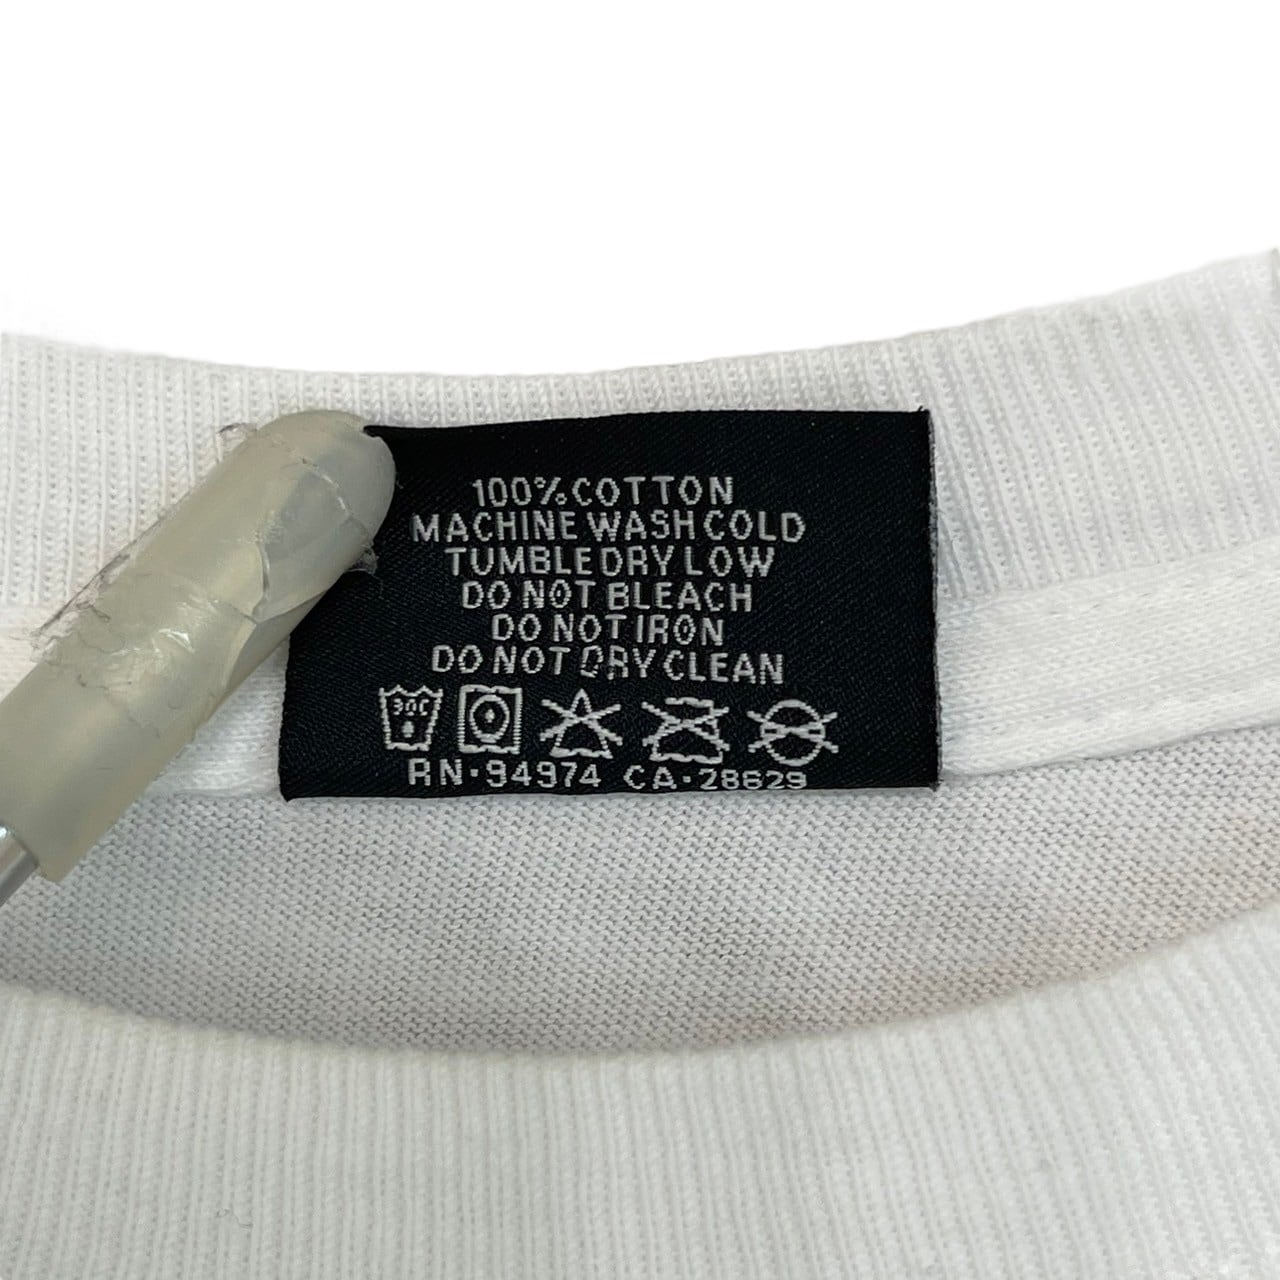 100% COTTON
MACHINE WASH COLD
TUMBLE DRY LOW
DO NOT BLEACH
DO NOT IRON
DO NOT DRY CLEAN
30C
RN·94974 CA·28629